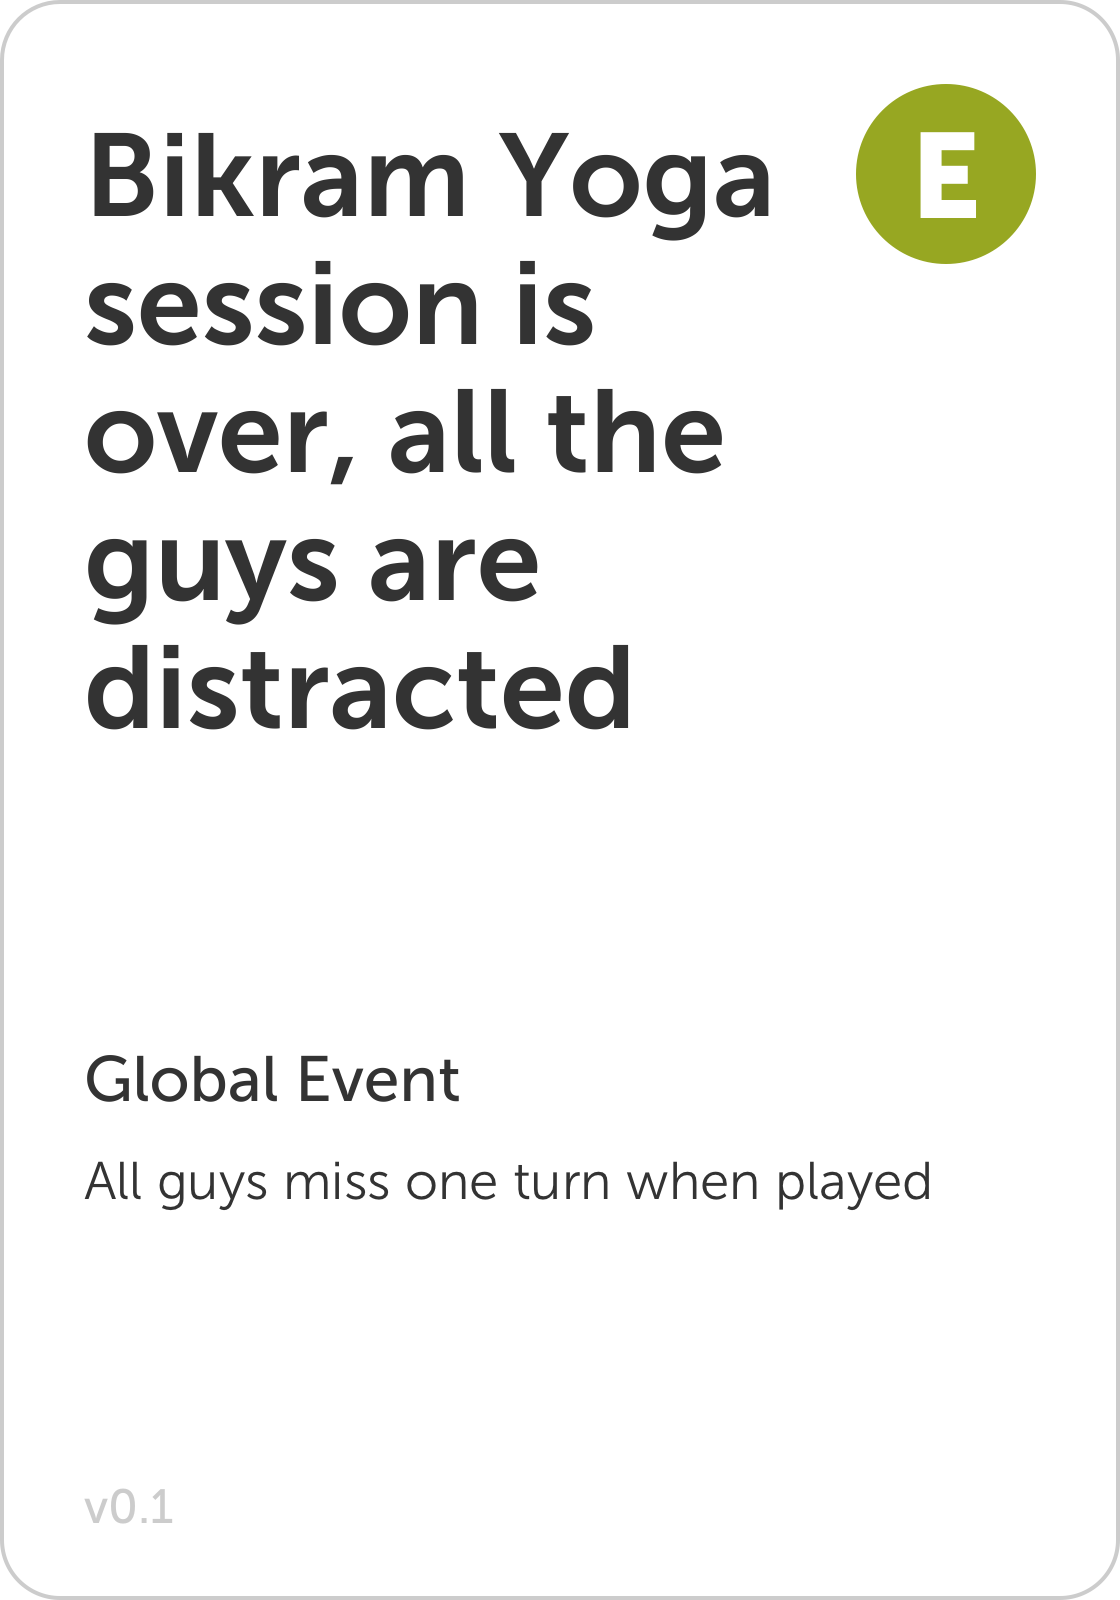 Bikram Yoga
E
session is
over, all the
guys are
distracted
Global Event
All guys miss one turn when played
v0.1